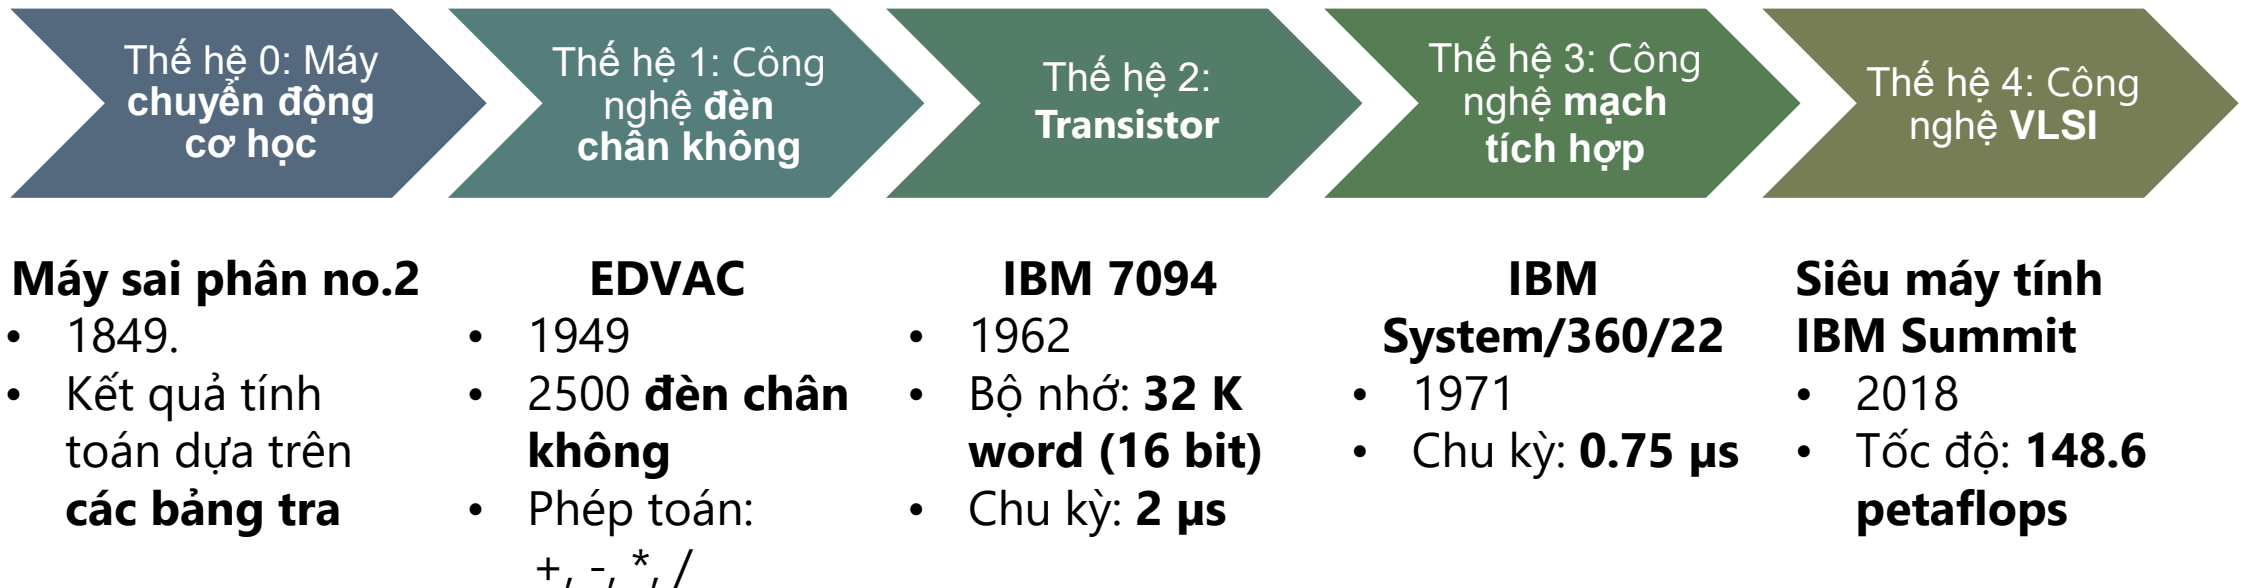 Thế hệ 0: Máy
chuyển động
cơ học
Thế hệ 1: Công
nghệ đèn
chân không
Thế hệ 2:
Transistor
Thế hệ 3: Công
nghệ mạch
tích hợp
Thế hệ 4: Công
nghệ VLSI
Máy sai phân no.2
• 1849.
• Kết quả tính
toán dựa trên
các bảng tra
EDVAC
• 1949
• 2500 đèn chân
không
• Phép toán:
+, -, *, /
IBM 7094
• 1962
• Bộ nhớ: 32 K
word (16 bit)
• Chu kỳ: 2 µs
IBM
System/360/22
• 1971
• Chu kỳ: 0.75 µs
Siêu máy tính
IBM Summit
• 2018
• Tốc độ: 148.6
petaflops